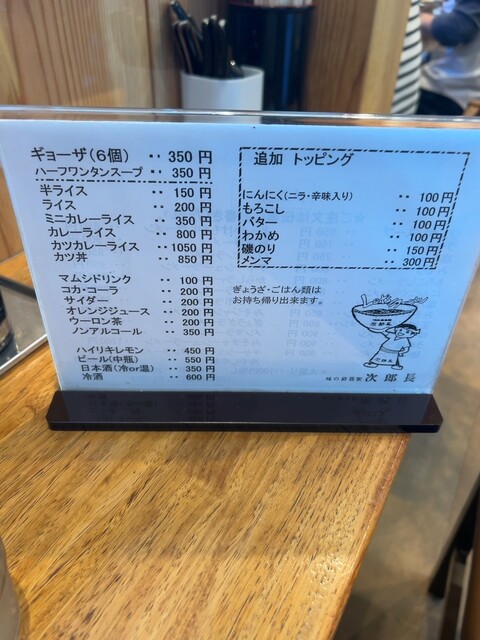 ギョーザ(6個) ・・ 350 円
ハーフワンタンスープ ・・ 350 円
半ライス ・・ 150 円
ライス ・・ 200 円
ミニカレーライス ・・ 350 円
カレーライス ・・ 800 円
カツカレーライス ・・ 1050 円
カツ丼 ・・ 850 円
マムシドリンク ・・ 100 円
コカ・コーラ ・・ 200 円
サイダー ・・ 200 円
オレンジジュース ・・ 200 円
ウーロン茶 ・・ 200 円
ノンアルコール ・・ 350 円
ハイリキレモン ・・ 450 円
ビール(中瓶) ・・ 550 円
日本酒(冷or温) ・・ 350 円
冷酒 ・・ 600 円
追加 トッピング
にんにく(ニラ・辛味入り) ・・ 100 円
もろこし ・・ 100 円
バター ・・ 100 円
わかめ ・・ 100 円
磯のり ・・ 150 円
メンマ ・・ 300 円
ぎょうざ・ごはん類は
お持ち帰り出来ます。
次郎長